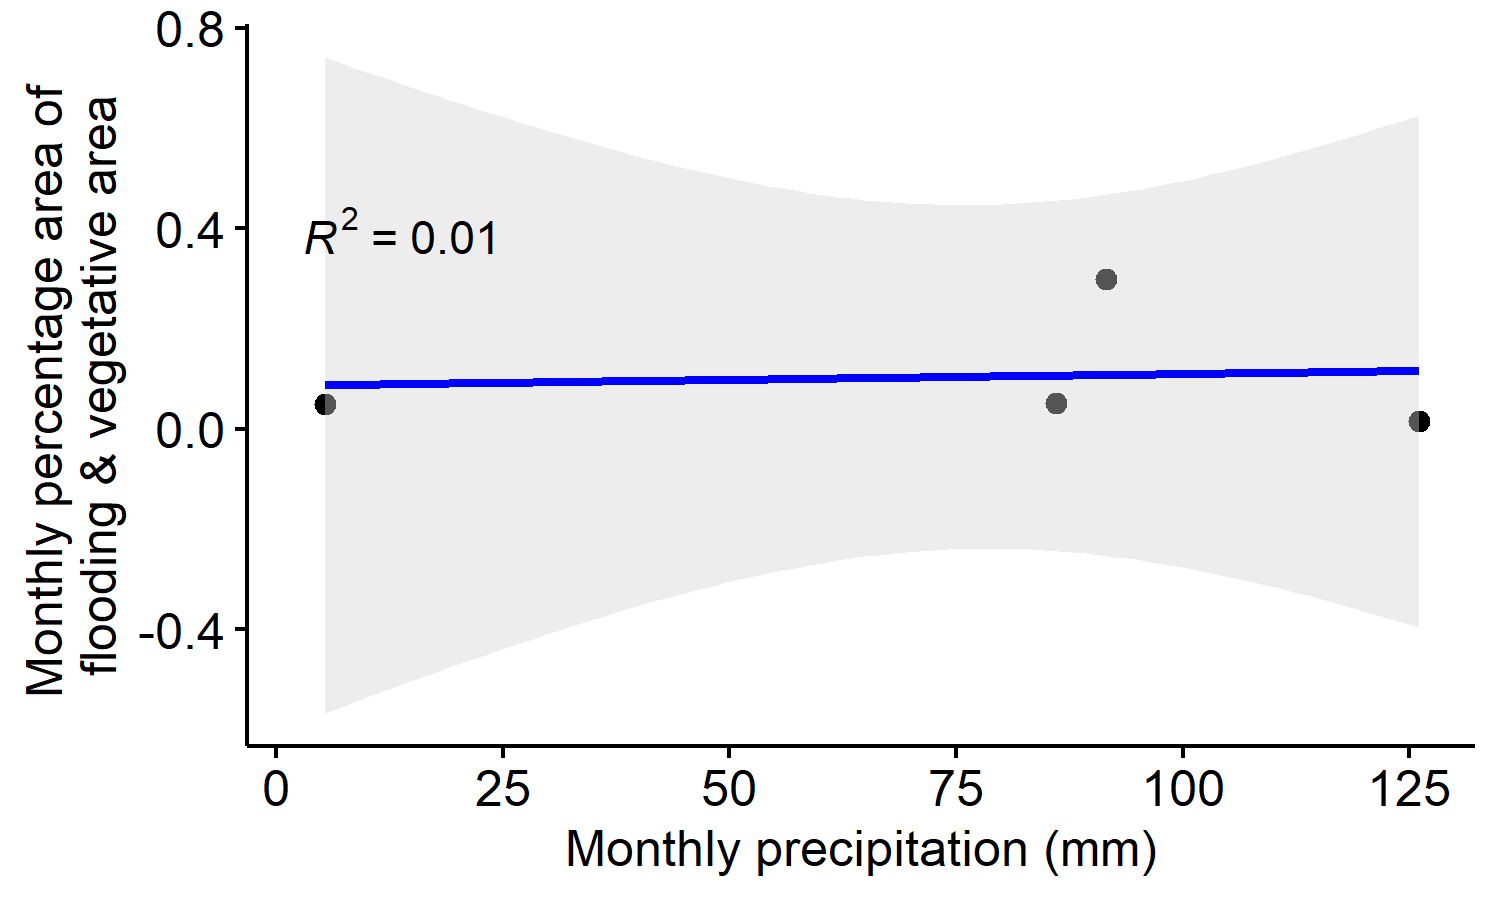 Monthly percentage area of
flooding & vegetative area
0.8
0.4
0.0
-0.4
R² = 0.01
0 25 50 75 100 125
Monthly precipitation (mm)